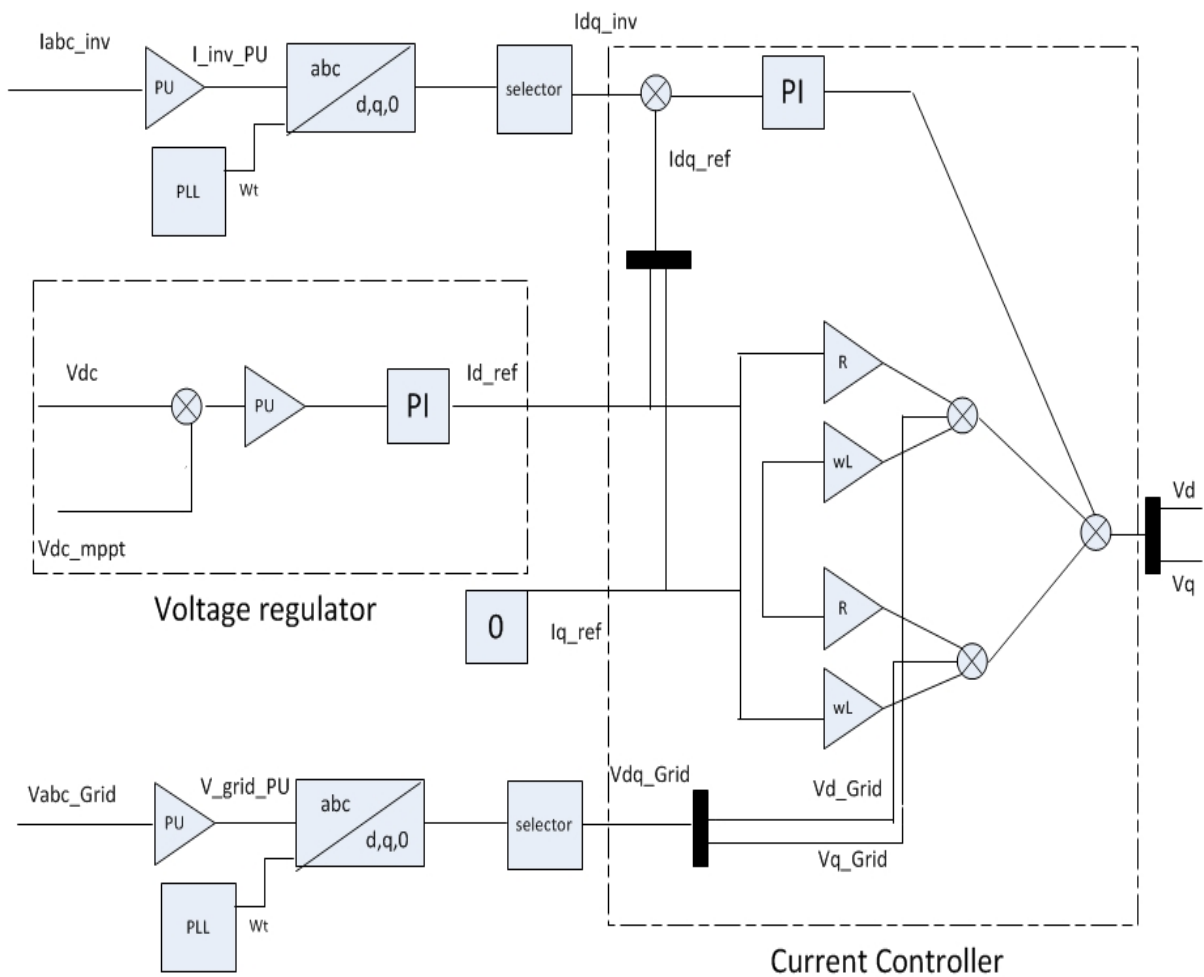 Iabc_inv
I_inv_PU
Idq_inv
PU
abc
d,q,0
selector
PI
PLL
Wt
Idq_ref
Vdc
PU
PI
Id_ref
Vdc_mppt
Voltage regulator
0
Iq_ref
R
wL
R
wL
Vd
Vq
Vabc_Grid
V_grid_PU
PU
abc
d,q,0
selector
Vdq_Grid
Vd_Grid
Vq_Grid
PLL
Wt
Current Controller